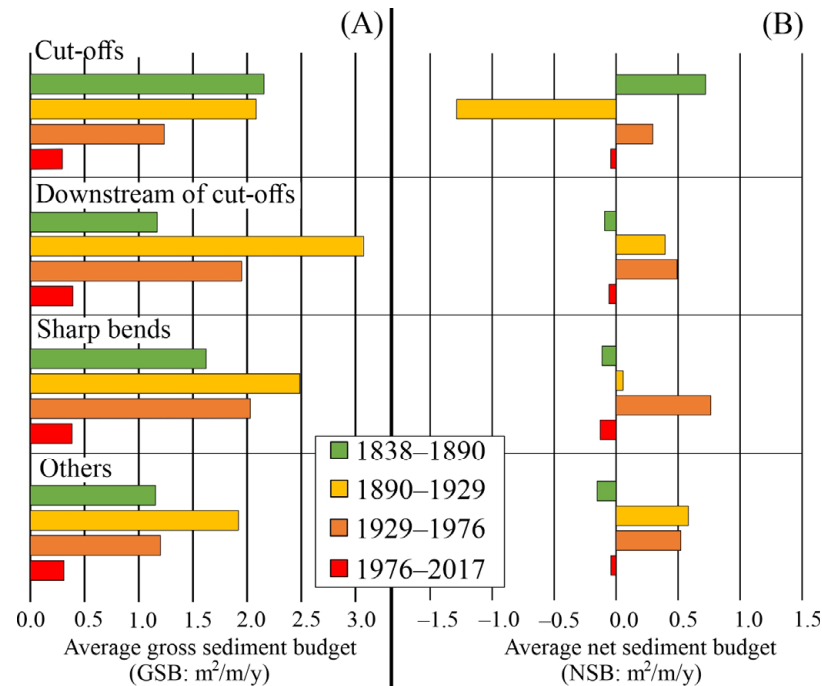 (A)
(B)
Cut-offs
Downstream of cut-offs
Sharp bends
Others
1838–1890
1890–1929
1929–1976
1976–2017
0.0 0.5 1.0 1.5 2.0 2.5 3.0
–1.5 –1.0 –0.5 0.0 0.5 1.0 1.5
Average gross sediment budget
(GSB: m²/m/y)
Average net sediment budget
(NSB: m²/m/y)